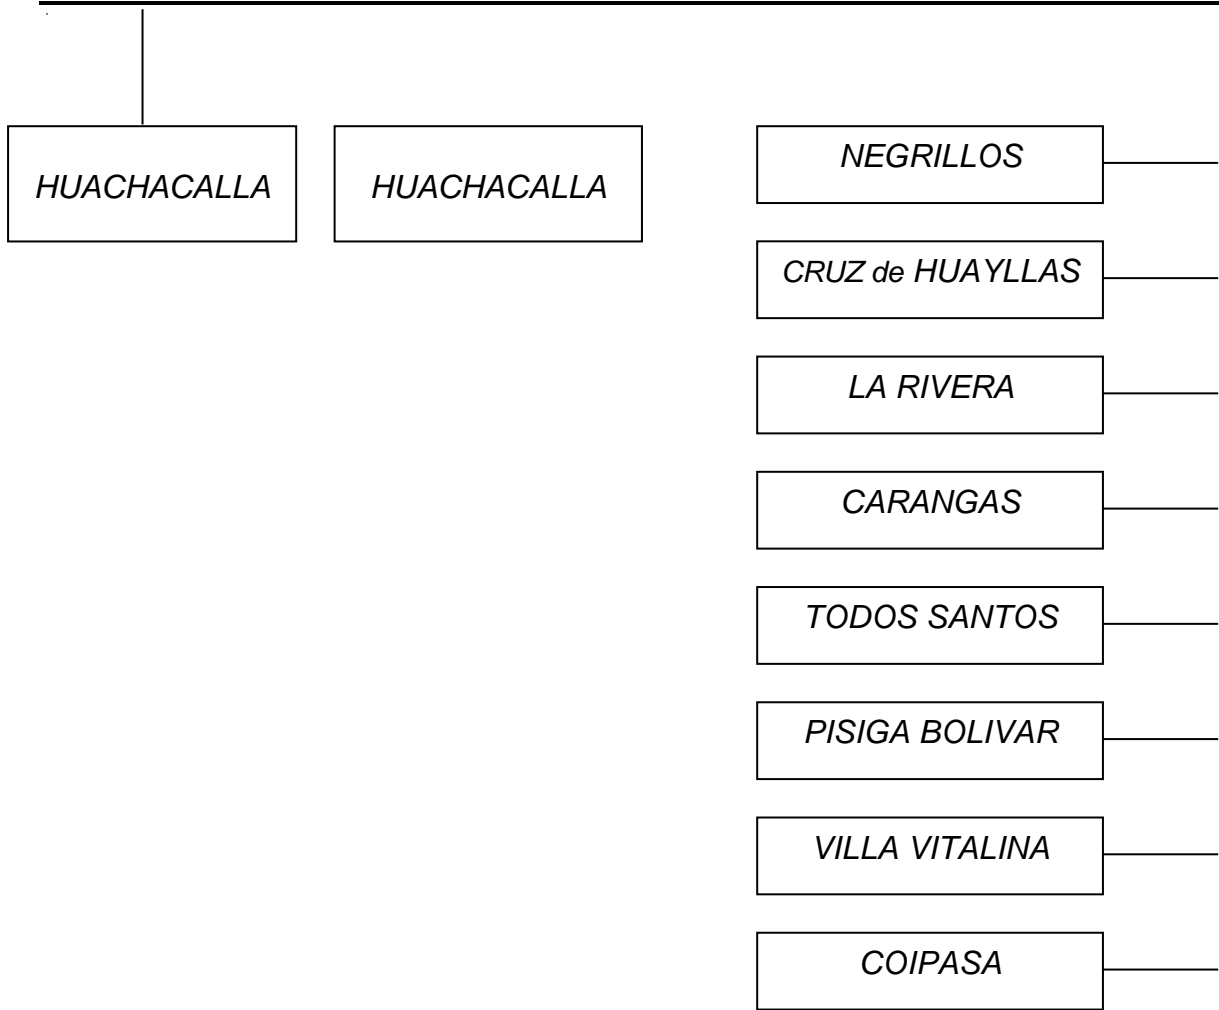 HUACHACALLA
HUACHACALLA
NEGRILLOS
CRUZ de HUAYLLAS
LA RIVERA
CARANGAS
TODOS SANTOS
PISIGA BOLIVAR
VILLA VITALINA
COIPASA